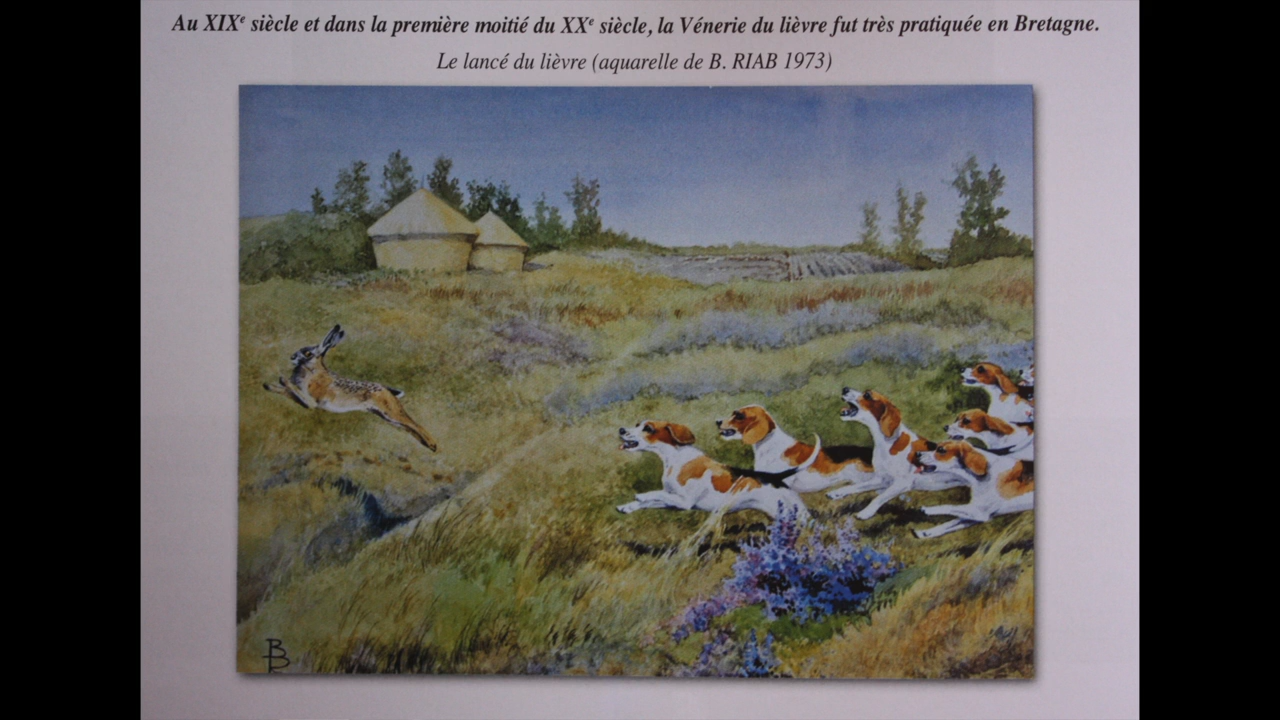 Au XIXe siècle et dans la première moitié du XXe siècle, la Vénerie du lièvre fut très pratiquée en Bretagne.
Le lancé du lièvre (aquarelle de B. RIAB 1973)